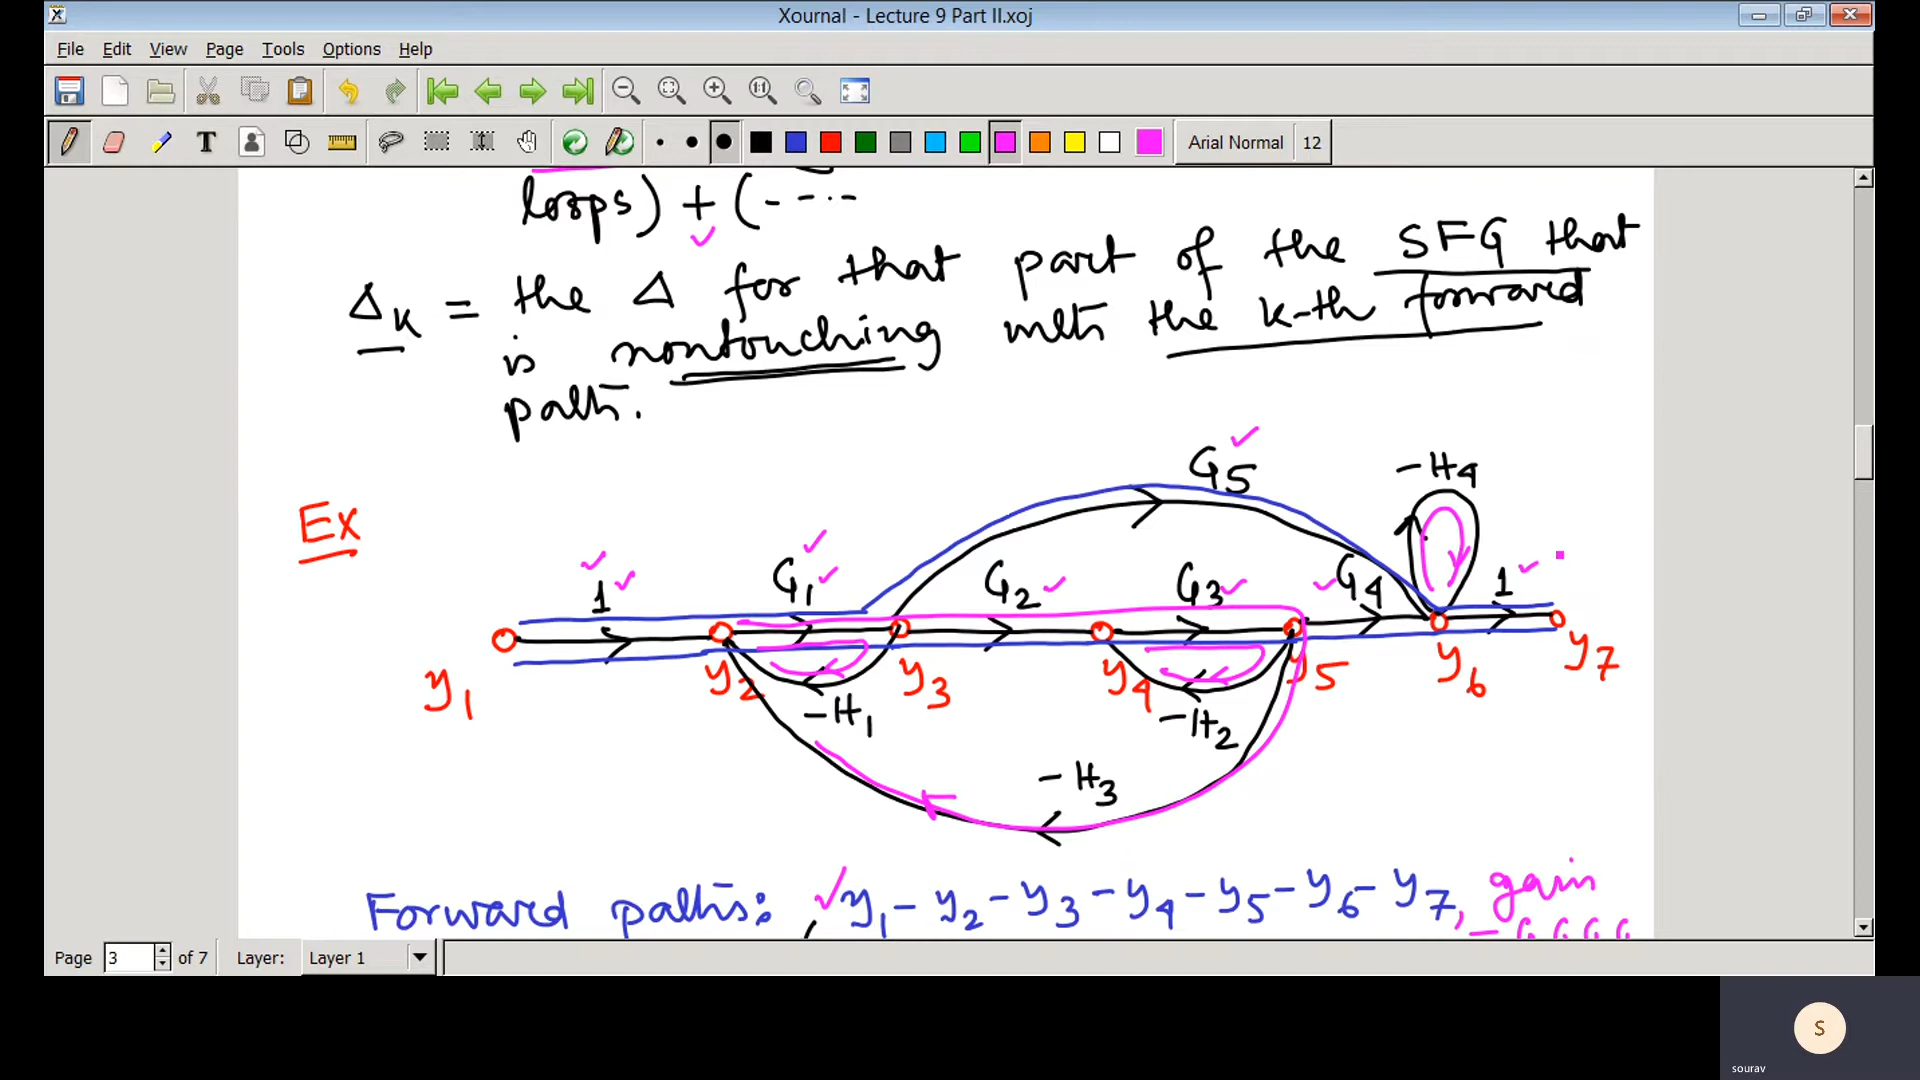 Xournal - Lecture 9 Part II.xoj
File Edit View Page Tools Options Help
Arial Normal 12
loops) + (- - - -
Δk = the Δ for that part of the SFG that
is nontouching with the k-th forward
path.
Ex
G5
-H4
1 G1 G2 G3 G4 1
y1 y2 y3 y4 y5 y6 y7
-H1 -H2
-H3
Forward paths: y1 - y2 - y3 - y4 - y5 - y6 - y7, gain
Page 3 of 7 Layer: Layer 1
S
sourav